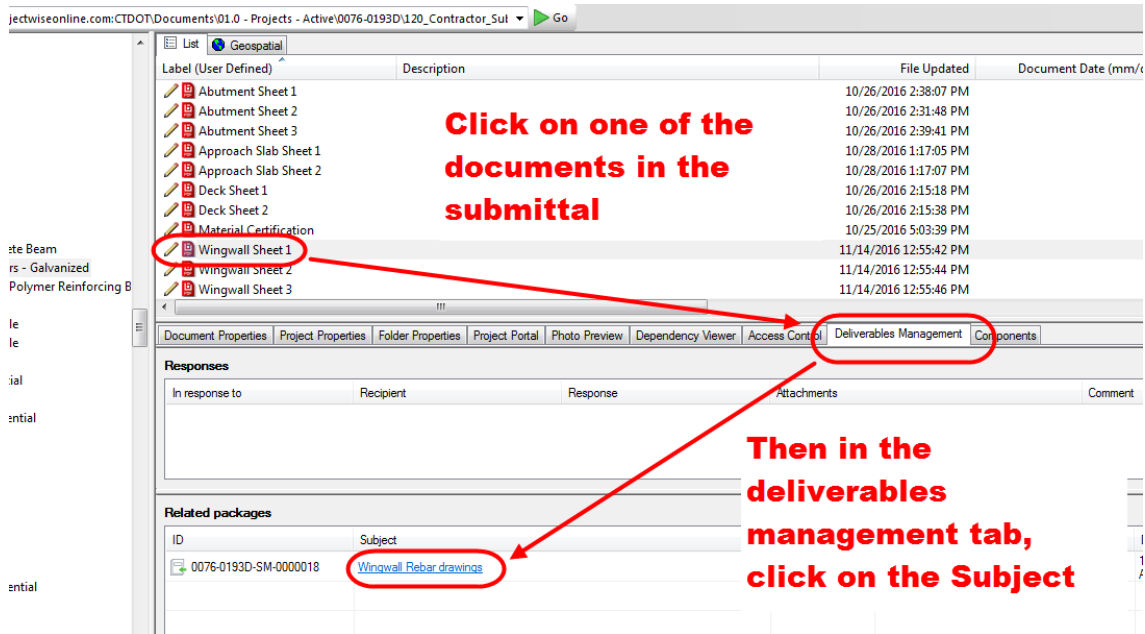 jectwiseonline.com:CTDOT\Documents\01.0 - Projects - Active\0076-0193D\120_Contractor_Sul Go
List Geospatial
Label (User Defined) Description File Updated Document Date (mm/
Abutment Sheet 1 10/26/2016 2:38:07 PM
Abutment Sheet 2 10/26/2016 2:31:48 PM
Abutment Sheet 3 10/26/2016 2:39:41 PM
Approach Slab Sheet 1 10/28/2016 1:17:05 PM
Approach Slab Sheet 2 10/28/2016 1:17:07 PM
Deck Sheet 1 10/26/2016 2:15:18 PM
Deck Sheet 2 10/26/2016 2:15:38 PM
Material Certification 10/25/2016 5:03:39 PM
Wingwall Sheet 1 11/14/2016 12:55:42 PM
Wingwall Sheet 2 11/14/2016 12:55:44 PM
Wingwall Sheet 3 11/14/2016 12:55:46 PM
Click on one of the
documents in the
submittal
ete Beam
rs - Galvanized
Polymer Reinforcing B
le
le
ial
ential
ential
Document Properties Project Properties Folder Properties Project Portal Photo Preview Dependency Viewer Access Control Deliverables Management Components
Responses
In response to Recipient Response Attachments Comment
Then in the
deliverables
management tab,
click on the Subject
Related packages
ID Subject
0076-0193D-SM-0000018 Wingwall Rebar drawings